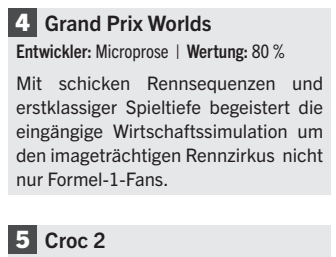 4 Grand Prix Worlds
Entwickler: Microprose | Wertung: 80 %
Mit schicken Rennsequenzen und
erstklassiger Spieltiefe begeistert die
eingängige Wirtschaftssimulation um
den imageträchtigen Rennzirkus nicht
nur Formel-1-Fans.
5 Croc 2